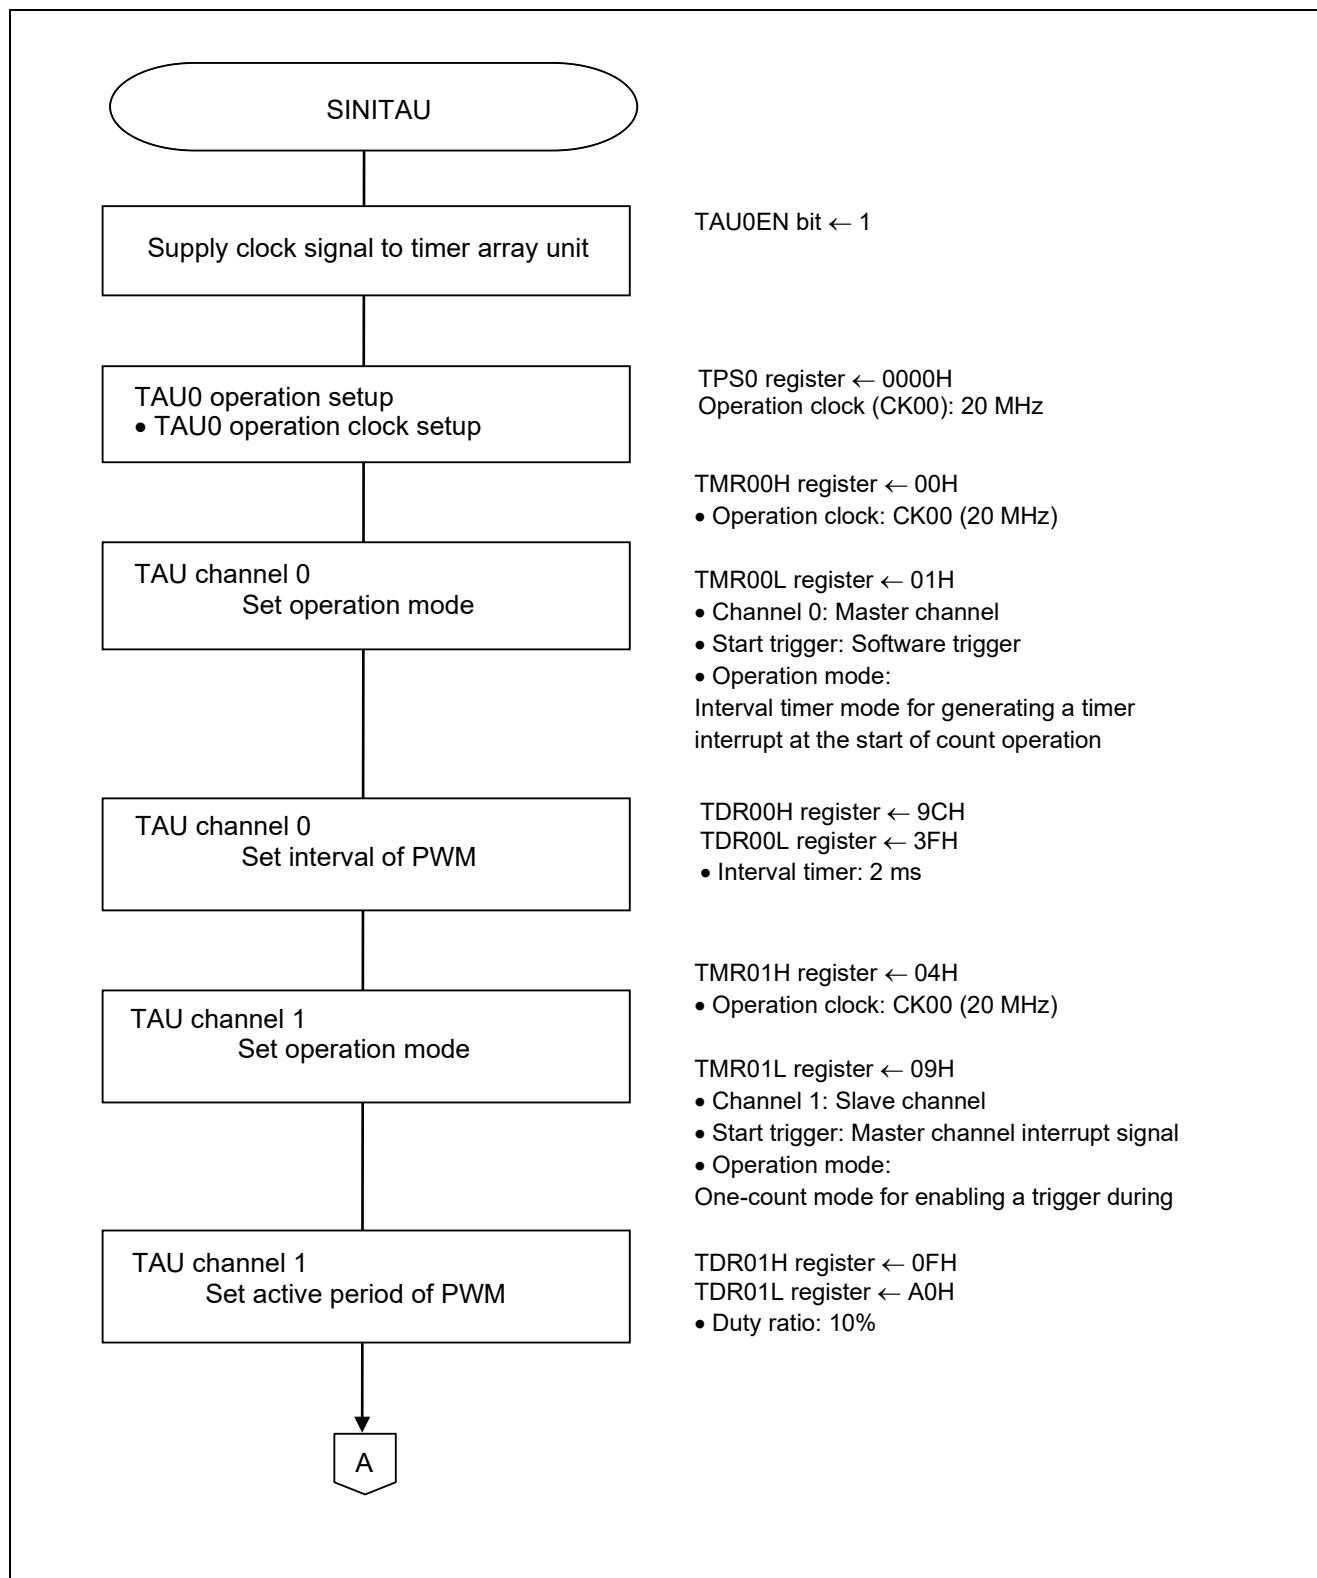 SINITAU
Supply clock signal to timer array unit
TAU0EN bit ← 1
TAU0 operation setup
• TAU0 operation clock setup
TPS0 register ← 0000H
Operation clock (CK00): 20 MHz
TAU channel 0
Set operation mode
TMR00H register ← 00H
• Operation clock: CK00 (20 MHz)
TMR00L register ← 01H
• Channel 0: Master channel
• Start trigger: Software trigger
• Operation mode:
Interval timer mode for generating a timer
interrupt at the start of count operation
TAU channel 0
Set interval of PWM
TDR00H register ← 9CH
TDR00L register ← 3FH
• Interval timer: 2 ms
TAU channel 1
Set operation mode
TMR01H register ← 04H
• Operation clock: CK00 (20 MHz)
TMR01L register ← 09H
• Channel 1: Slave channel
• Start trigger: Master channel interrupt signal
• Operation mode:
One-count mode for enabling a trigger during
TAU channel 1
Set active period of PWM
TDR01H register ← 0FH
TDR01L register ← A0H
• Duty ratio: 10%
A